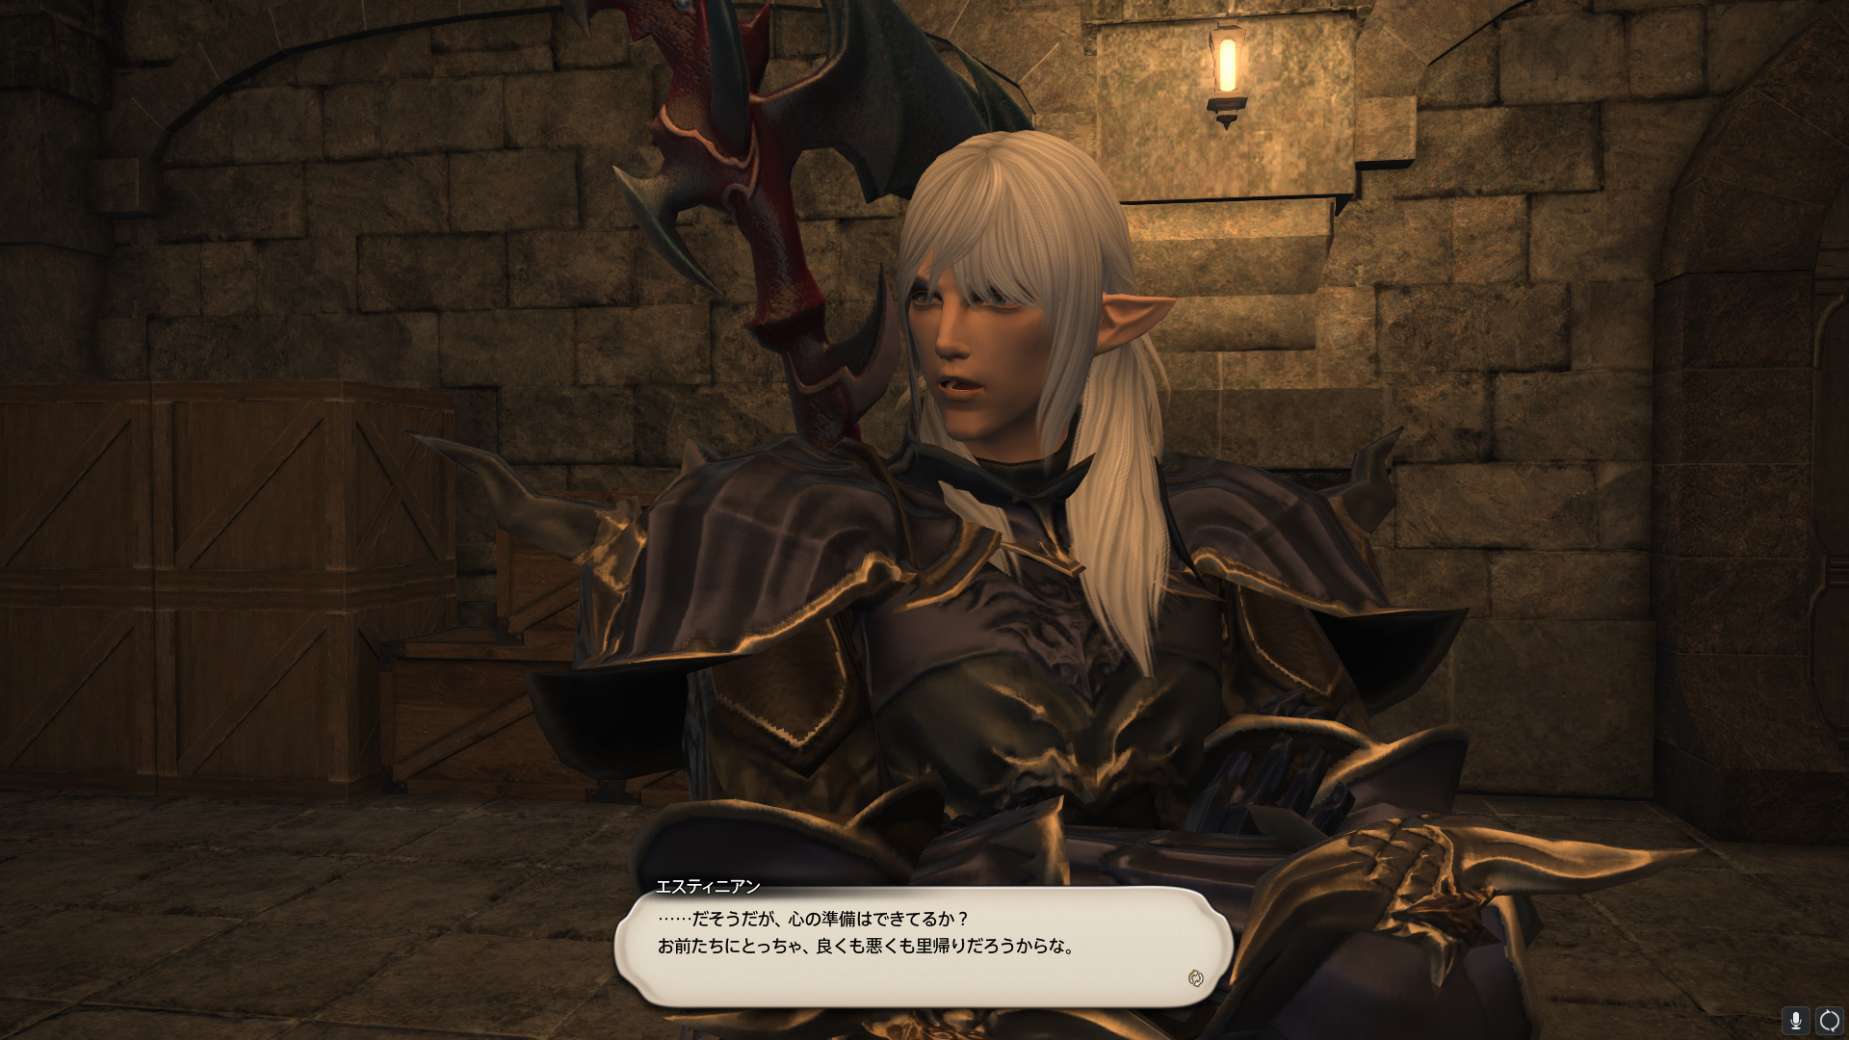 エスティニアン
……だそうだが、心の準備はできてるか？
お前たちにとっちゃ、良くも悪くも里帰りだろうからな。